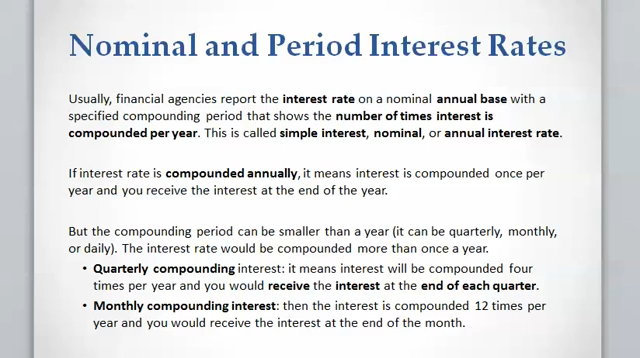 Nominal and Period Interest Rates
Usually, financial agencies report the interest rate on a nominal annual base with a
specified compounding period that shows the number of times interest is
compounded per year. This is called simple interest, nominal, or annual interest rate.
If interest rate is compounded annually, it means interest is compounded once per
year and you receive the interest at the end of the year.
But the compounding period can be smaller than a year (it can be quarterly, monthly,
or daily). The interest rate would be compounded more than once a year.
• Quarterly compounding interest: it means interest will be compounded four
times per year and you would receive the interest at the end of each quarter.
• Monthly compounding interest: then the interest is compounded 12 times per
year and you would receive the interest at the end of the month.